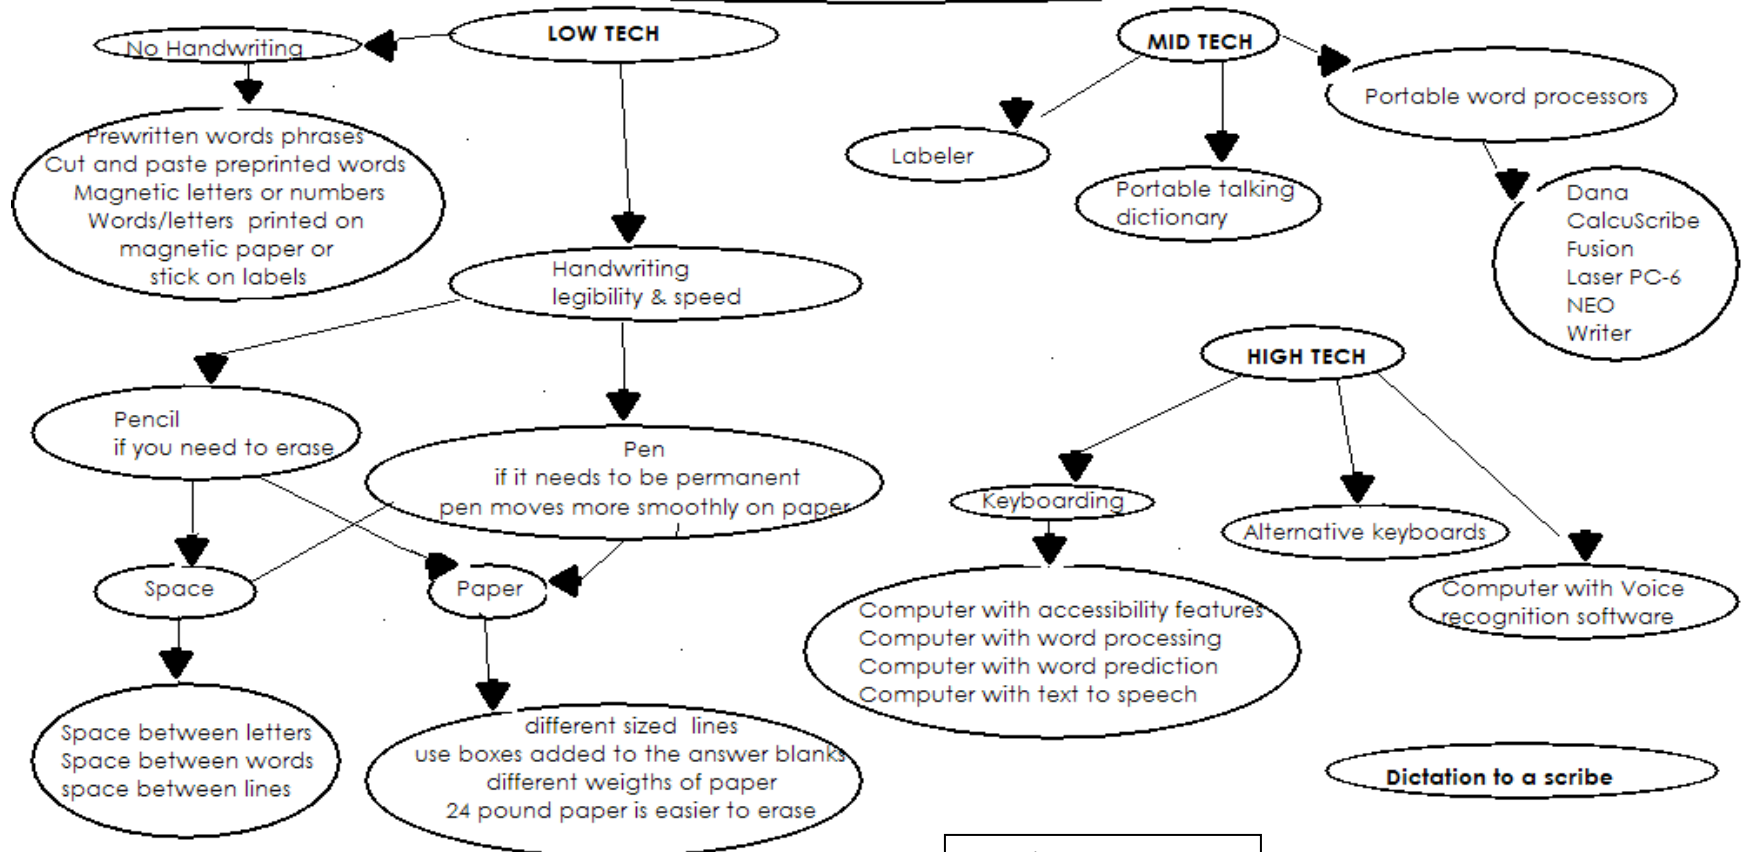 LOW TECH
No Handwriting
Prewritten words phrases
Cut and paste preprinted words
Magnetic letters or numbers
Words/letters printed on
magnetic paper or
stick on labels
Handwriting
legibility & speed
Pencil
if you need to erase
Pen
if it needs to be permanent
pen moves more smoothly on paper
Space
Paper
Space between letters
Space between words
space between lines
different sized lines
use boxes added to the answer blanks
different weigths of paper
24 pound paper is easier to erase
MID TECH
Labeler
Portable talking
dictionary
Portable word processors
Dana
CalcuScribe
Fusion
Laser PC-6
NEO
Writer
HIGH TECH
Keyboarding
Alternative keyboards
Computer with Voice
recognition software
Computer with accessibility features
Computer with word processing
Computer with word prediction
Computer with text to speech
Dictation to a scribe